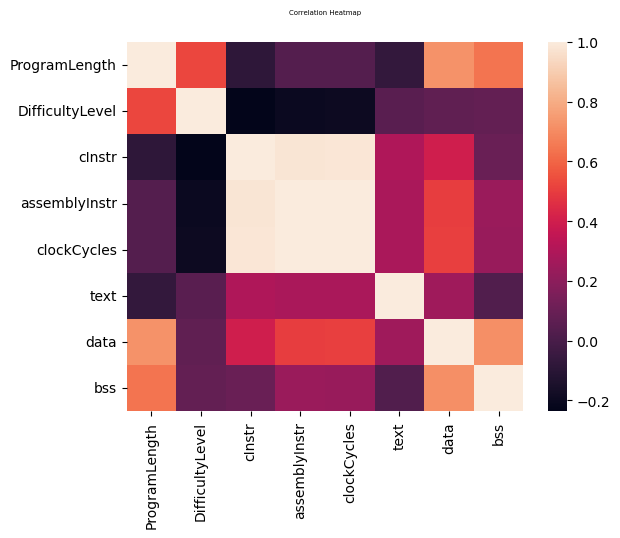 Correlation Heatmap
ProgramLength
DifficultyLevel
cInstr
assemblyInstr
clockCycles
text
data
bss
ProgramLength
DifficultyLevel
cInstr
assemblyInstr
clockCycles
text
data
bss
1.0
0.8
0.6
0.4
0.2
0.0
−0.2